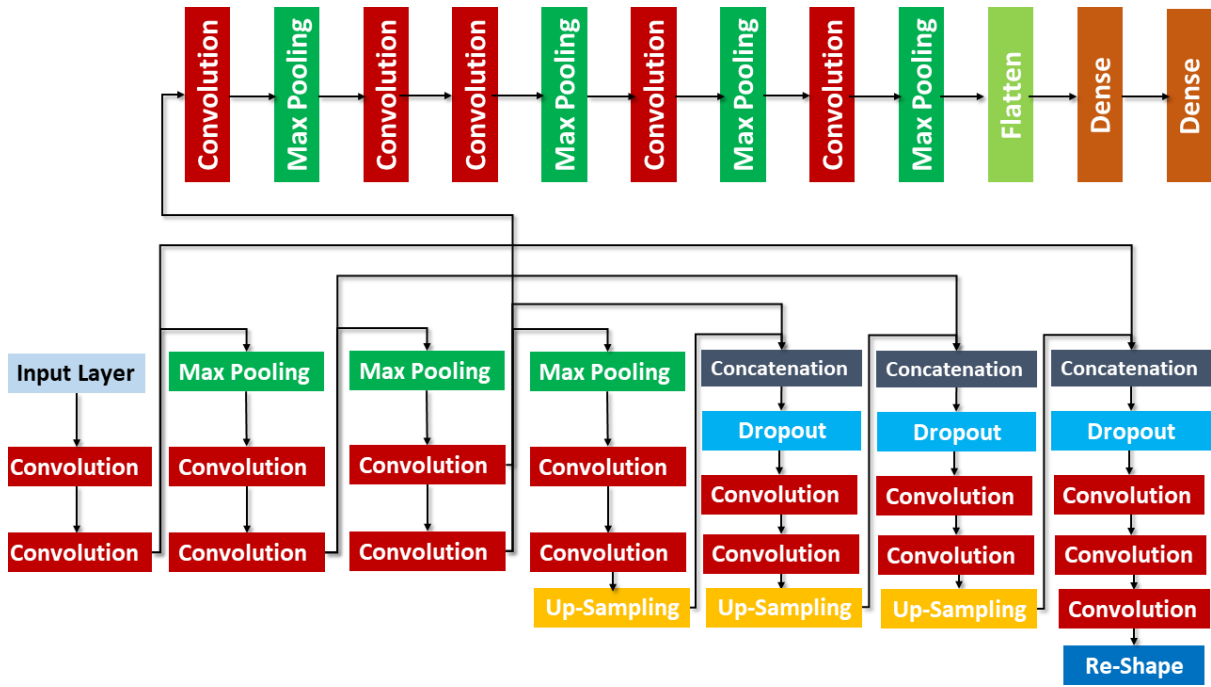 Convolution
Max Pooling
Convolution
Convolution
Max Pooling
Convolution
Max Pooling
Convolution
Max Pooling
Flatten
Dense
Dense
Input Layer
Convolution
Convolution
Max Pooling
Convolution
Convolution
Max Pooling
Convolution
Convolution
Max Pooling
Convolution
Convolution
Up-Sampling
Concatenation
Dropout
Convolution
Convolution
Up-Sampling
Concatenation
Dropout
Convolution
Convolution
Up-Sampling
Concatenation
Dropout
Convolution
Convolution
Convolution
Re-Shape